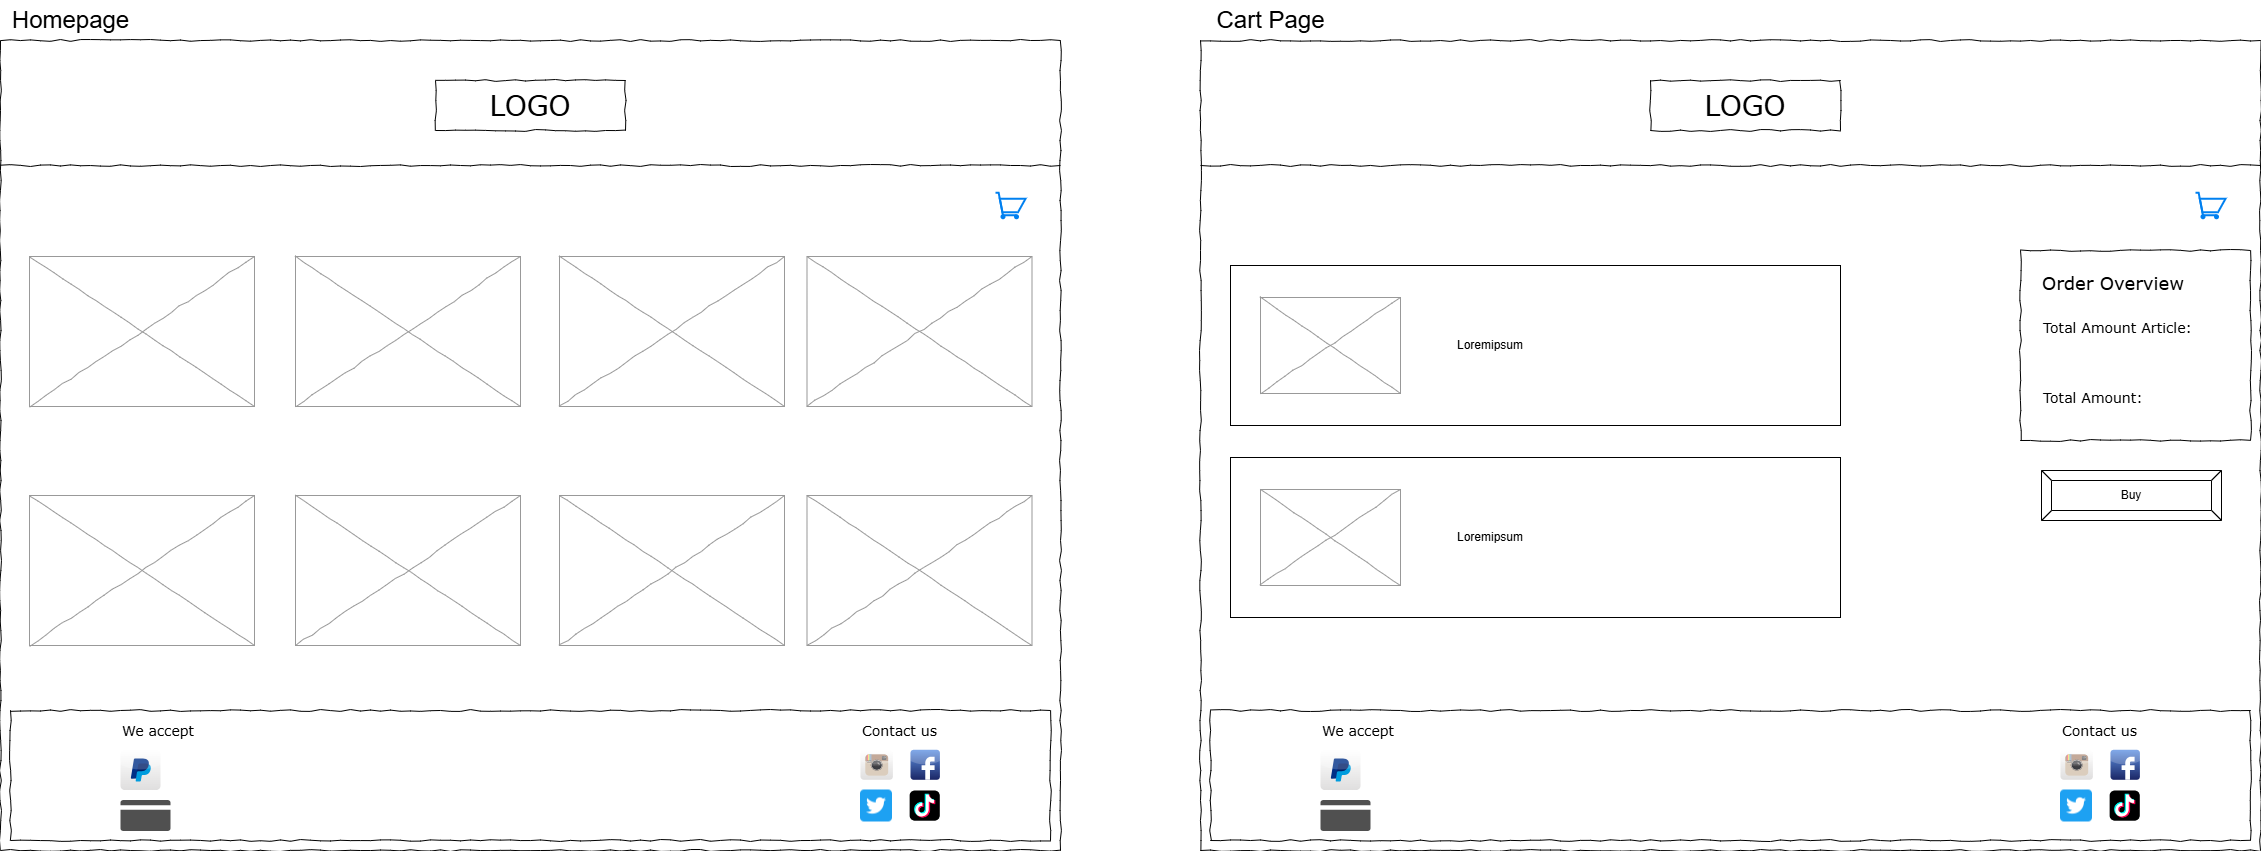 Homepage
LOGO
We accept
Contact us
Cart Page
LOGO
Loremipsum
Loremipsum
Order Overview
Total Amount Article:
Total Amount:
Buy
We accept
Contact us